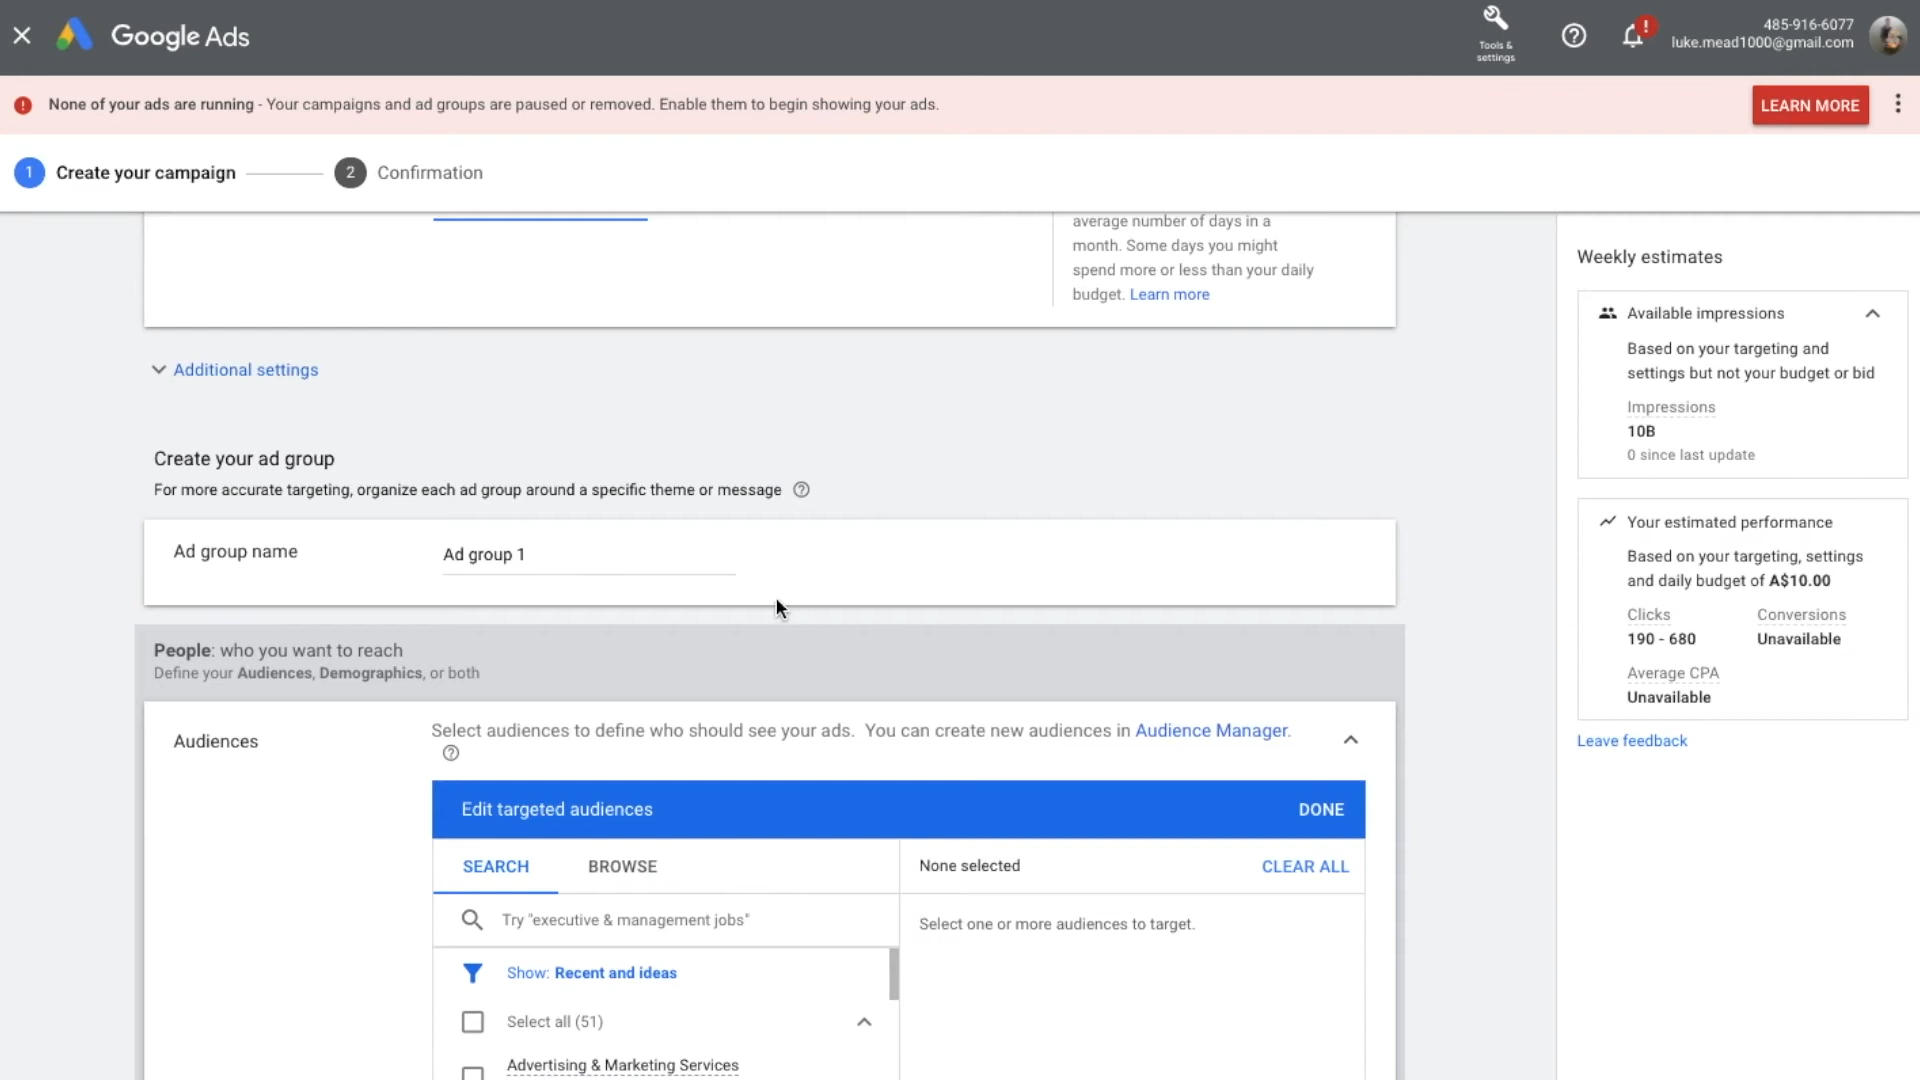 Google Ads
Tools &
settings
485-916-6077
luke.mead1000@gmail.com
None of your ads are running - Your campaigns and ad groups are paused or removed. Enable them to begin showing your ads.
LEARN MORE
1 Create your campaign
2 Confirmation
average number of days in a
month. Some days you might
spend more or less than your daily
budget. Learn more
Additional settings
Create your ad group
For more accurate targeting, organize each ad group around a specific theme or message
Ad group name
Ad group 1
People: who you want to reach
Define your Audiences, Demographics, or both
Audiences
Select audiences to define who should see your ads. You can create new audiences in Audience Manager.
Edit targeted audiences
DONE
SEARCH
BROWSE
None selected
CLEAR ALL
Try "executive & management jobs"
Select one or more audiences to target.
Show: Recent and ideas
Select all (51)
Advertising & Marketing Services
Weekly estimates
Available impressions
Based on your targeting and
settings but not your budget or bid
Impressions
10B
0 since last update
Your estimated performance
Based on your targeting, settings
and daily budget of A$10.00
Clicks
Conversions
190 - 680
Unavailable
Average CPA
Unavailable
Leave feedback